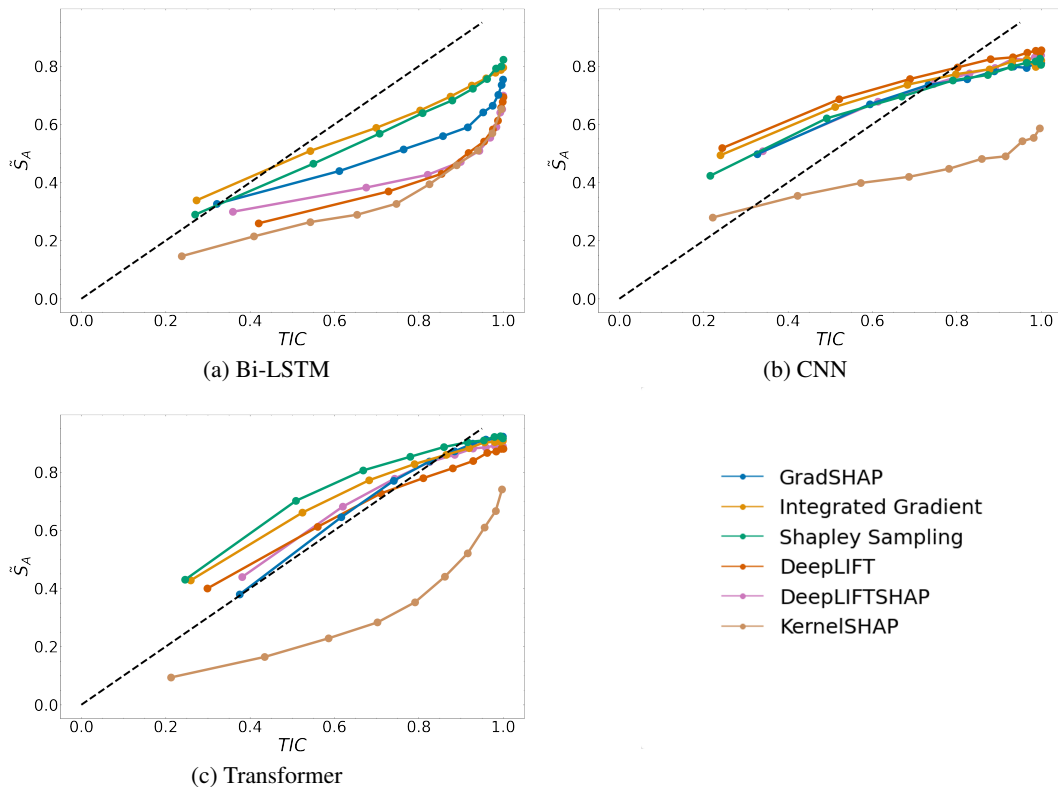 0.8
0.6
0.4
0.2
0.0
S̃_A
0.0 0.2 0.4 0.6 0.8 1.0
TIC
(a) Bi-LSTM
0.8
0.6
0.4
0.2
0.0
S̃_A
0.0 0.2 0.4 0.6 0.8 1.0
TIC
(b) CNN
0.8
0.6
0.4
0.2
0.0
S̃_A
0.0 0.2 0.4 0.6 0.8 1.0
TIC
(c) Transformer
GradSHAP
Integrated Gradient
Shapley Sampling
DeepLIFT
DeepLIFTSHAP
KernelSHAP